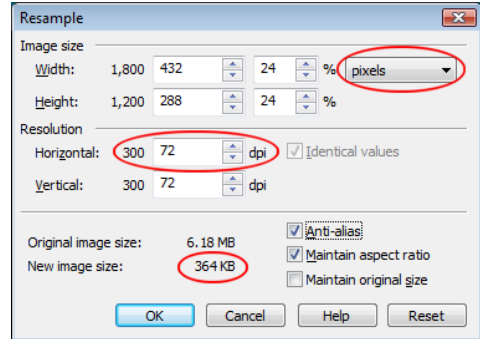 Resample
Image size
Width: 1,800 432 24 % pixels
Height: 1,200 288 24 %
Resolution
Horizontal: 300 72 dpi Identical values
Vertical: 300 72 dpi
Anti-alias
Original image size: 6.18 MB
Maintain aspect ratio
New image size: 364 KB
Maintain original size
OK Cancel Help Reset